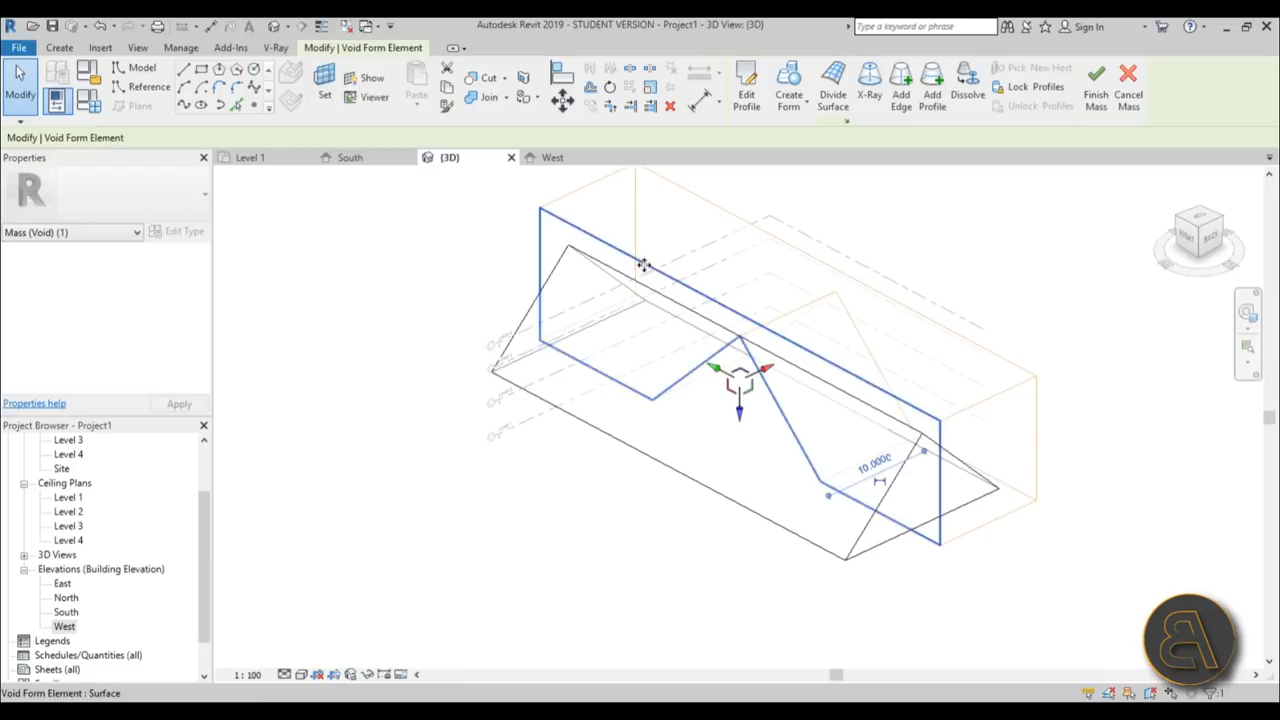 Autodesk Revit 2019 - STUDENT VERSION - Project1 - 3D View: {3D}
Type a keyword or phrase
Sign In
File Create Insert View Manage Add-Ins V-Ray Modify | Void Form Element
Modify
Model
Reference
Plane
Set
Show
Viewer
Paste
Cut
Join
Edit Profile
Create Form
Divide Surface
X-Ray
Add Edge
Add Profile
Dissolve
Pick New Host
Lock Profiles
Unlock Profiles
Finish Mass
Cancel Mass
Modify | Void Form Element
Properties
Level 1
South
{3D}
West
R
Mass (Void) (1)
Edit Type
Properties help
Apply
Project Browser - Project1
Level 3
Level 4
Site
Ceiling Plans
Level 1
Level 2
Level 3
Level 4
3D Views
Elevations (Building Elevation)
East
North
South
West
Legends
Schedules/Quantities (all)
Sheets (all)
RIGHT
BACK
1 : 100
Void Form Element : Surface
:1